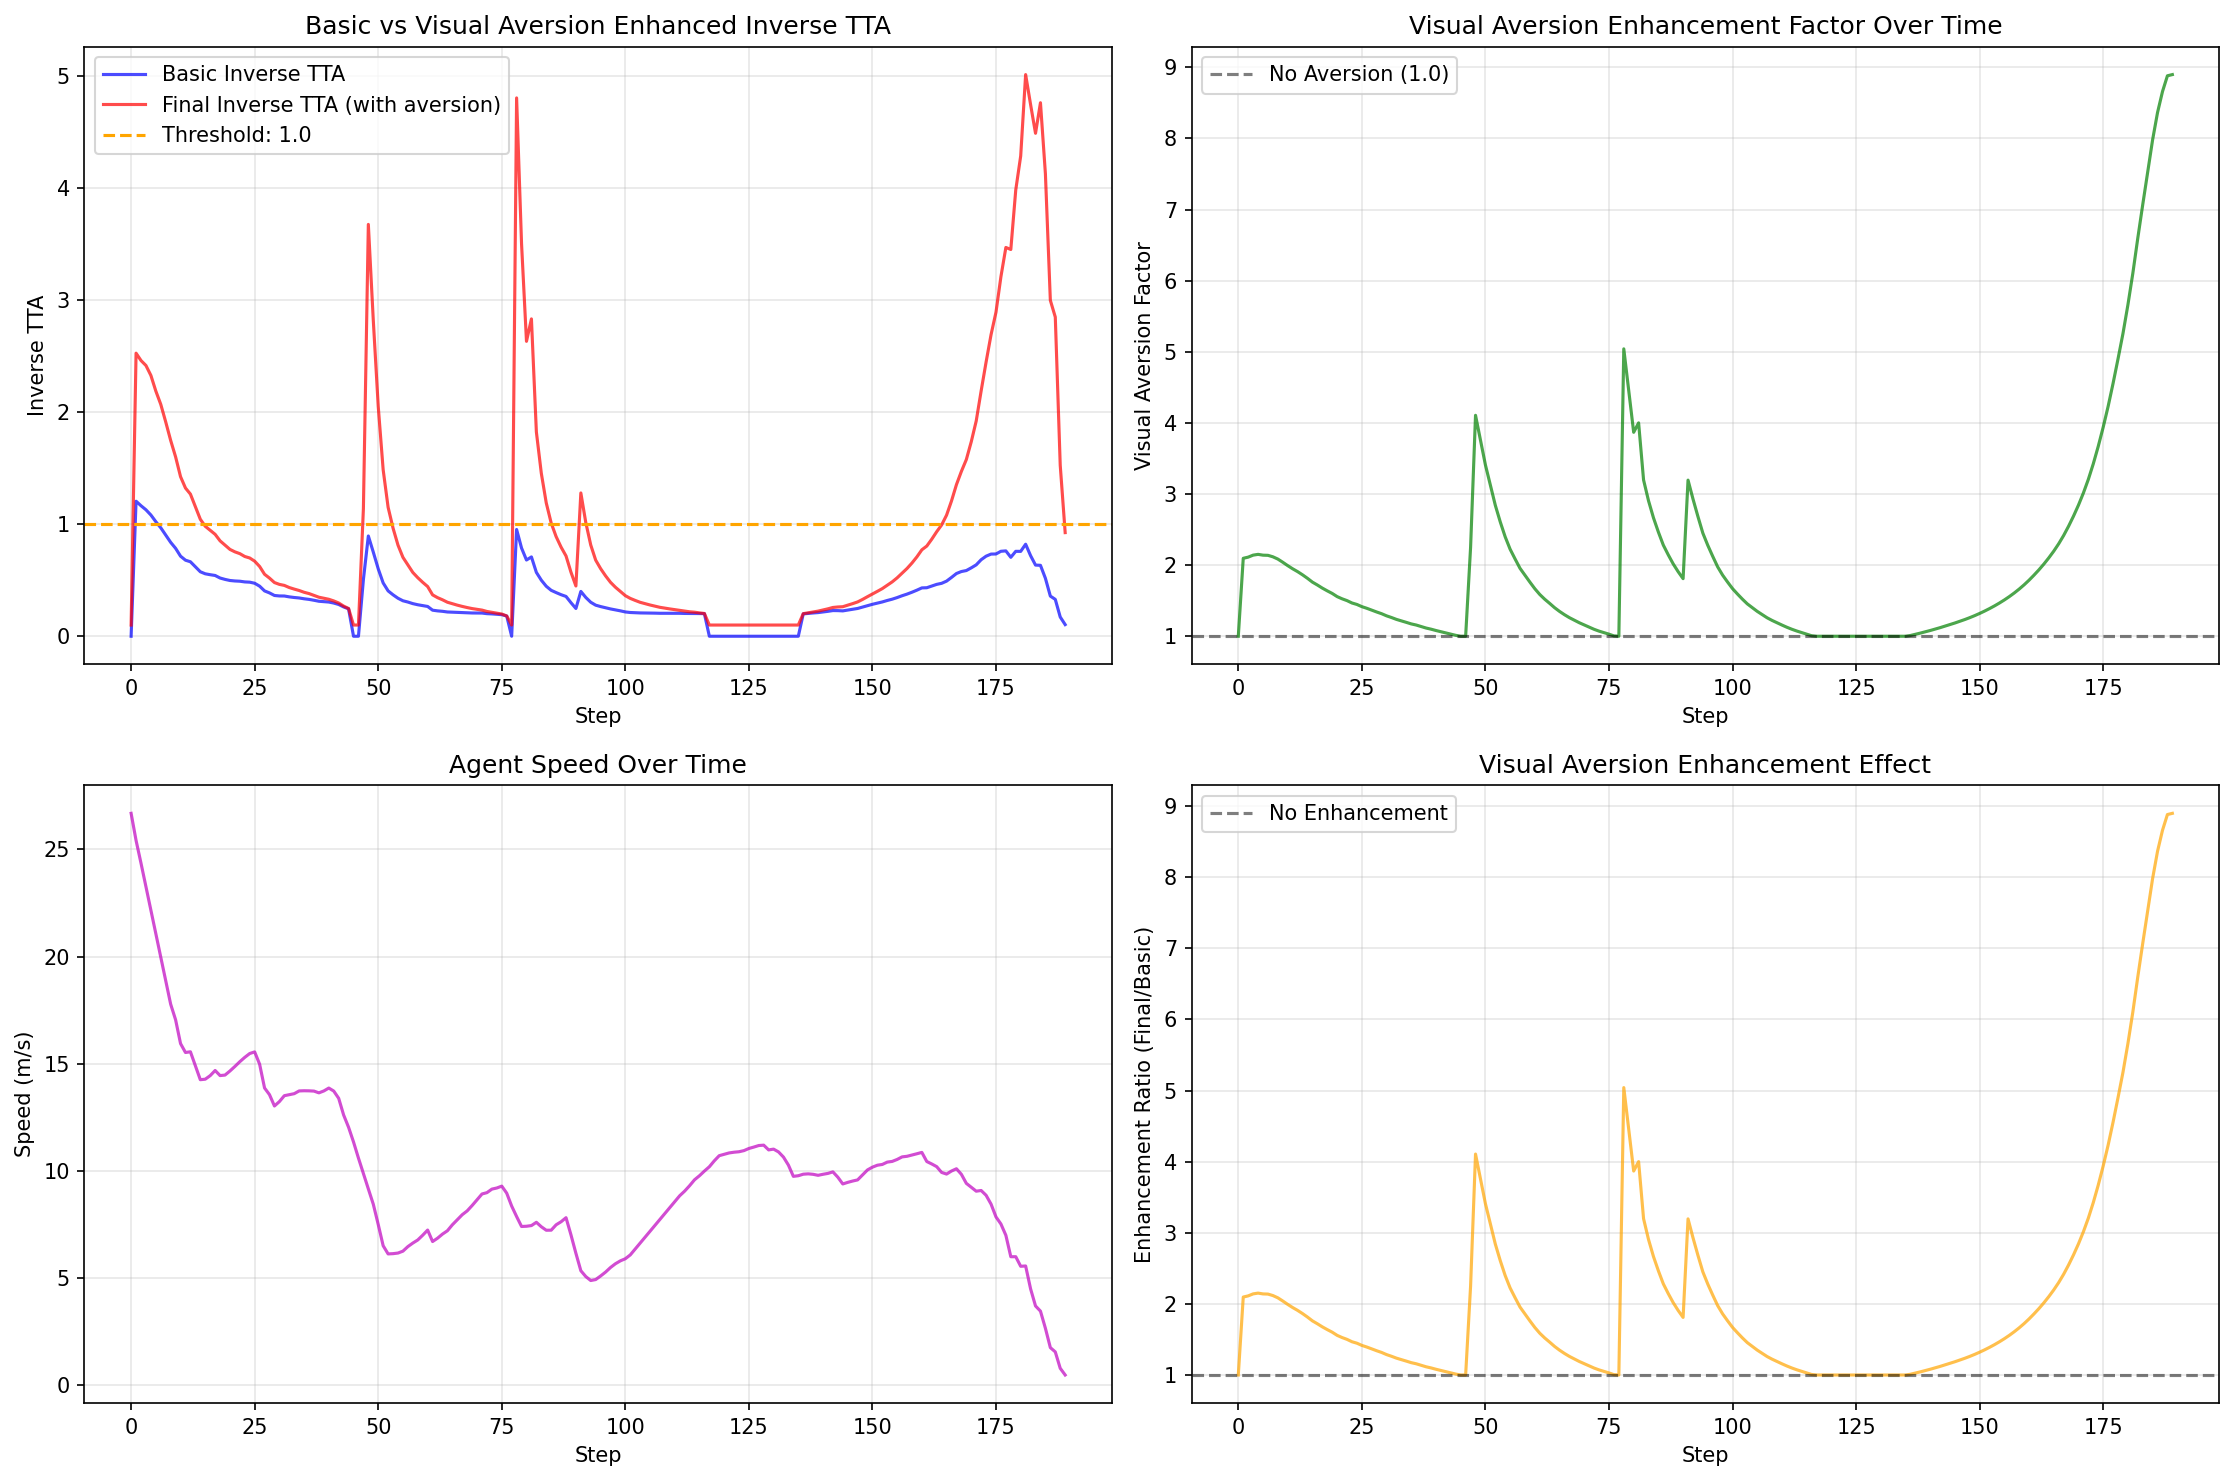 Basic vs Visual Aversion Enhanced Inverse TTA
Basic Inverse TTA
Final Inverse TTA (with aversion)
Threshold: 1.0
Inverse TTA
5
4
3
2
1
0
0 25 50 75 100 125 150 175
Step
Visual Aversion Enhancement Factor Over Time
No Aversion (1.0)
Visual Aversion Factor
9
8
7
6
5
4
3
2
1
0 25 50 75 100 125 150 175
Step
Agent Speed Over Time
Speed (m/s)
25
20
15
10
5
0
0 25 50 75 100 125 150 175
Step
Visual Aversion Enhancement Effect
No Enhancement
Enhancement Ratio (Final/Basic)
9
8
7
6
5
4
3
2
1
0 25 50 75 100 125 150 175
Step